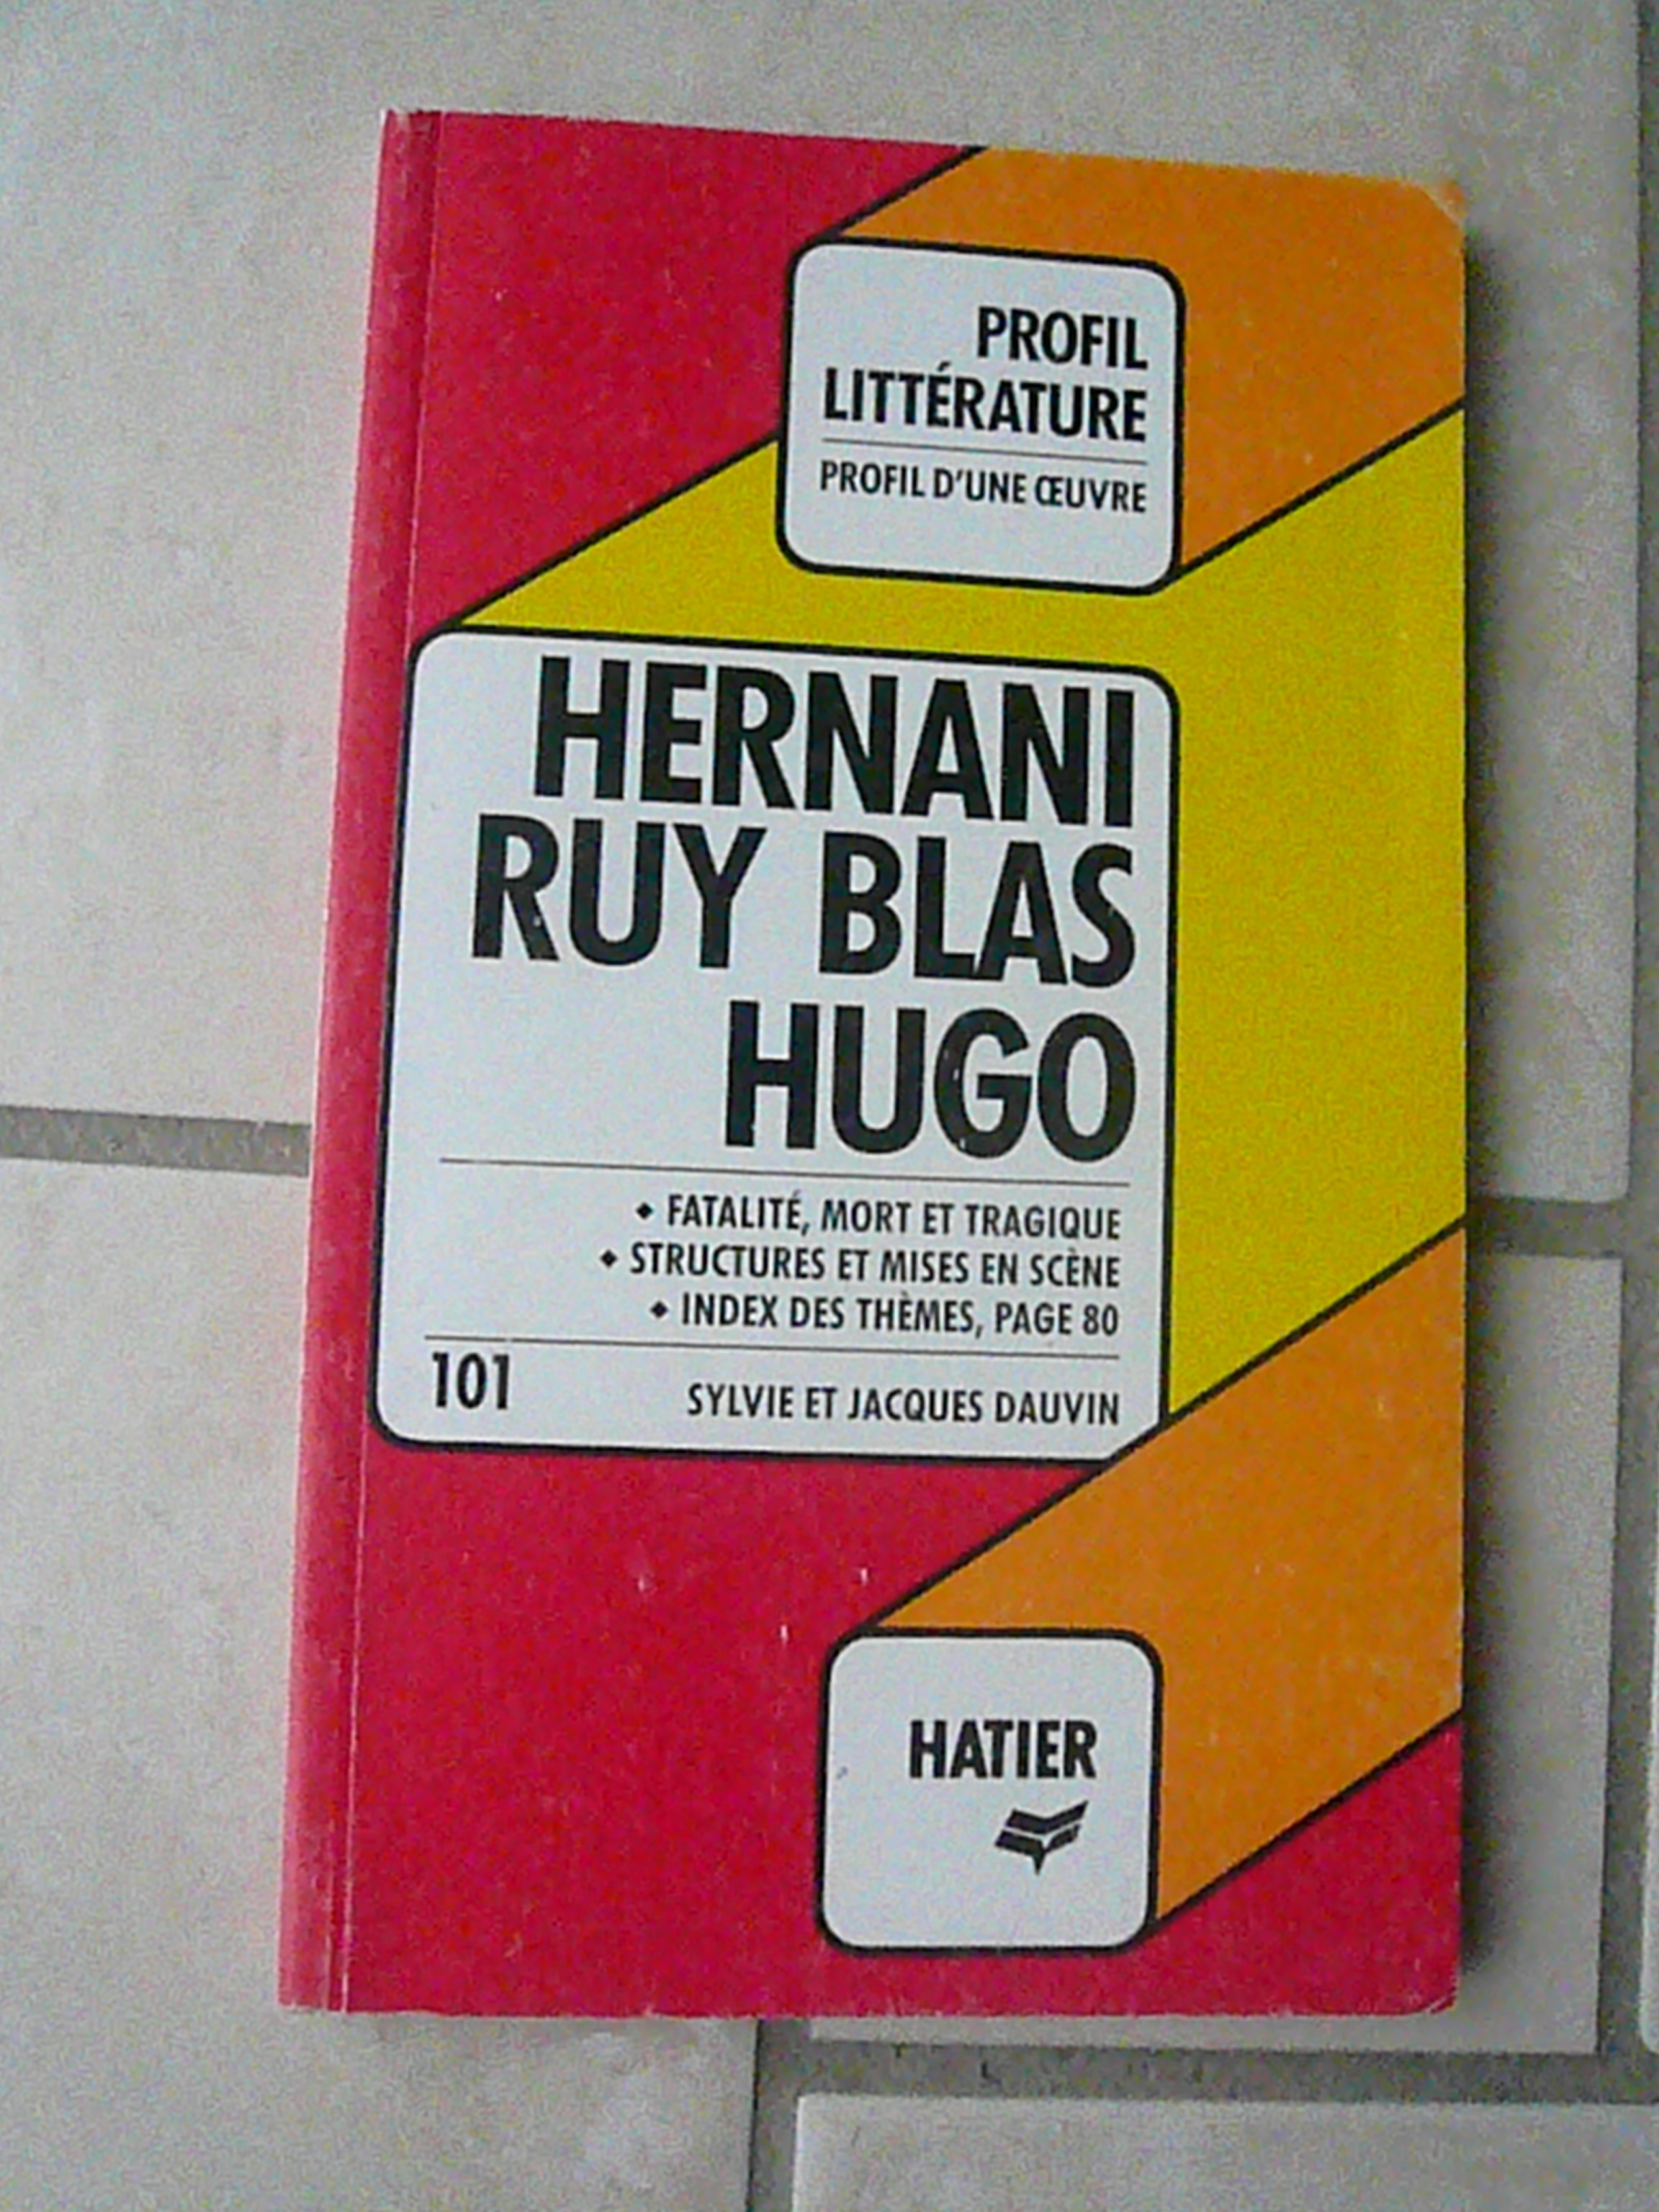 PROFIL
LITTÉRATURE
PROFIL D'UNE ŒUVRE
HERNANI
RUY BLAS
HUGO
◆ FATALITÉ, MORT ET TRAGIQUE
◆ STRUCTURES ET MISES EN SCÈNE
◆ INDEX DES THÈMES, PAGE 80
101 SYLVIE ET JACQUES DAUVIN
HATIER